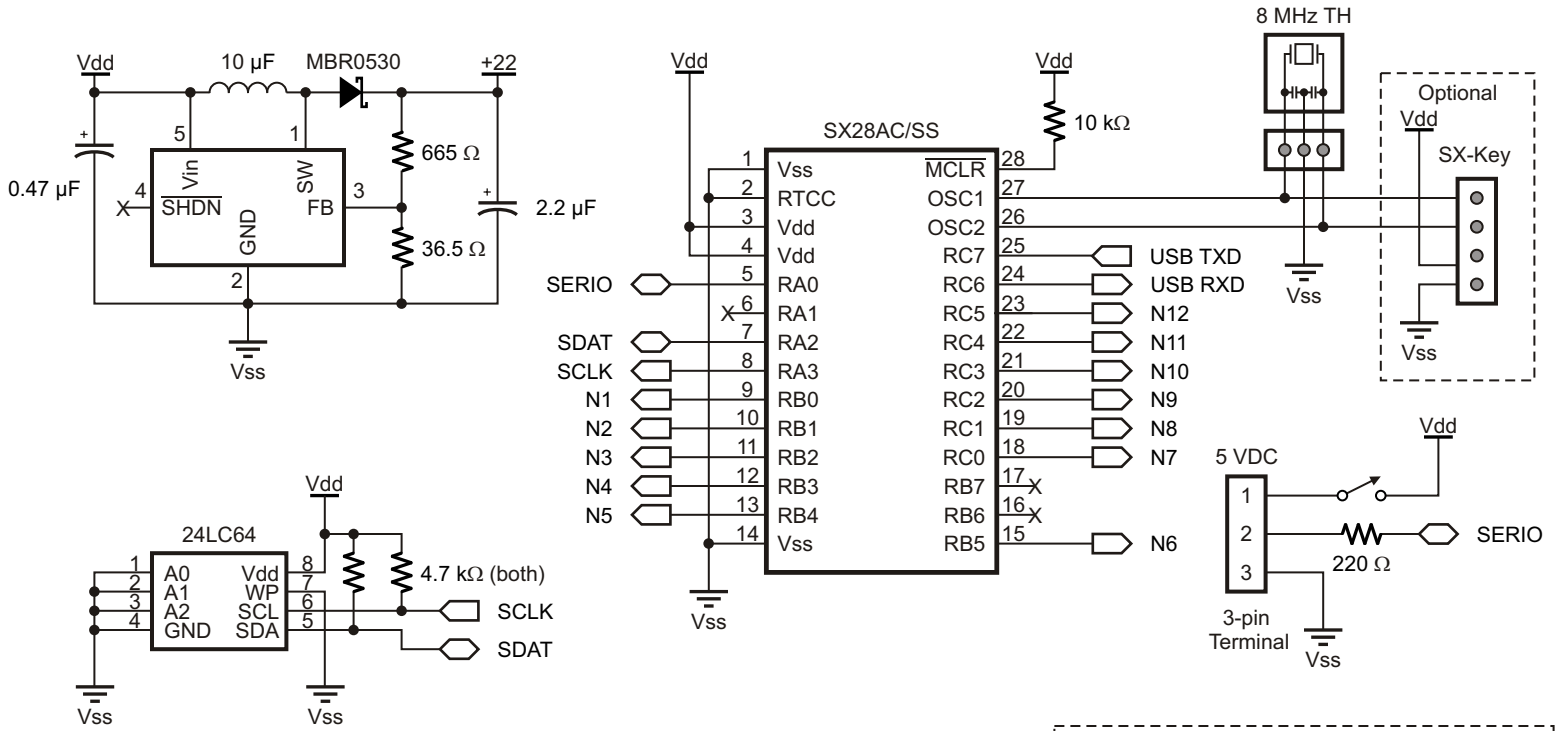 Vdd
10 µF
MBR0530
+22
5
1
Vin
SW
4
SHDN
FB
3
GND
2
0.47 µF
665 Ω
36.5 Ω
2.2 µF
Vss
Vdd
24LC64
1 A0 Vdd 8
2 A1 WP 7
3 A2 SCL 6
4 GND SDA 5
4.7 kΩ (both)
SCLK
SDAT
Vss
Vss
Vdd
Vdd
10 kΩ
SX28AC/SS
1 Vss MCLR 28
2 RTCC OSC1 27
3 Vdd OSC2 26
4 Vdd RC7 25 USB TXD
SERIO 5 RA0 RC6 24 USB RXD
X 6 RA1 RC5 23 N12
SDAT 7 RA2 RC4 22 N11
SCLK 8 RA3 RC3 21 N10
N1 9 RB0 RC2 20 N9
N2 10 RB1 RC1 19 N8
N3 11 RB2 RC0 18 N7
N4 12 RB3 RB7 17 X
N5 13 RB4 RB6 16 X
14 Vss RB5 15 N6
Vss
8 MHz TH
Vss
Optional
Vdd
SX-Key
Vss
5 VDC
Vdd
1
2
3
220 Ω
SERIO
3-pin
Terminal
Vss